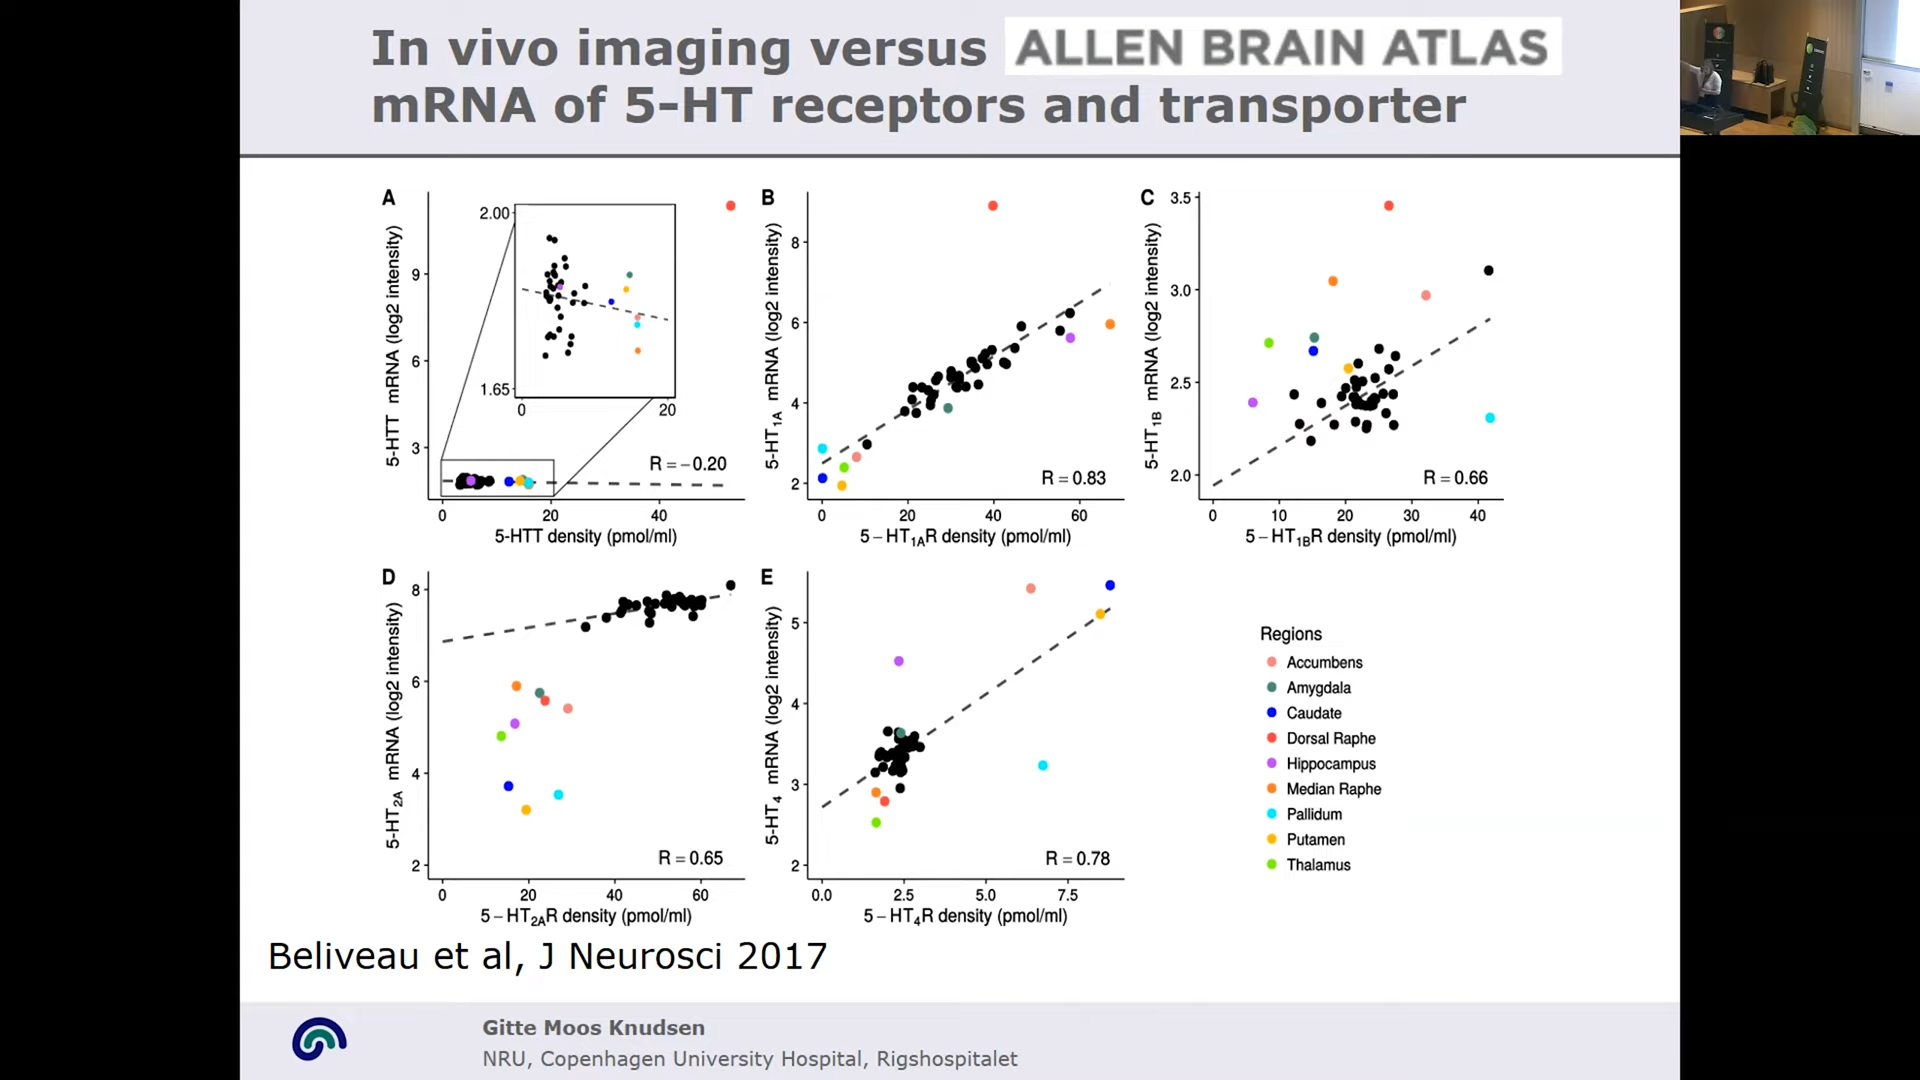 In vivo imaging versus ALLEN BRAIN ATLAS
mRNA of 5-HT receptors and transporter
A
5-HTT mRNA (log2 intensity)
9
6
3
2.00
1.65
0 20
R = −0.20
0 20 40
5-HTT density (pmol/ml)
B
5-HT1A mRNA (log2 intensity)
8
6
4
2
R = 0.83
0 20 40 60
5 – HT1AR density (pmol/ml)
C
5-HT1B mRNA (log2 intensity)
3.5
3.0
2.5
2.0
R = 0.66
0 10 20 30 40
5 – HT1BR density (pmol/ml)
D
5-HT2A mRNA (log2 intensity)
8
6
4
2
R = 0.65
0 20 40 60
5 – HT2AR density (pmol/ml)
E
5-HT4 mRNA (log2 intensity)
5
4
3
2
R = 0.78
0.0 2.5 5.0 7.5
5 – HT4R density (pmol/ml)
Regions
Accumbens
Amygdala
Caudate
Dorsal Raphe
Hippocampus
Median Raphe
Pallidum
Putamen
Thalamus
Beliveau et al, J Neurosci 2017
Gitte Moos Knudsen
NRU, Copenhagen University Hospital, Rigshospitalet